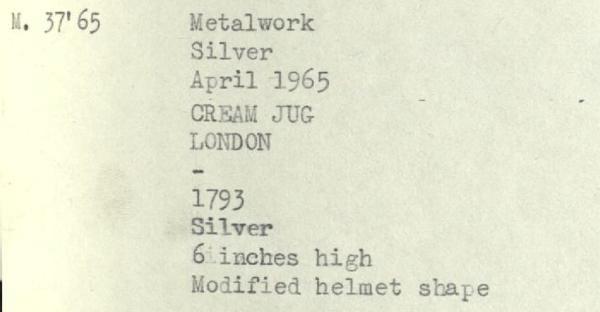 M. 37'65 Metalwork
Silver
April 1965
CREAM JUG
LONDON
-
1793
Silver
6 inches high
Modified helmet shape